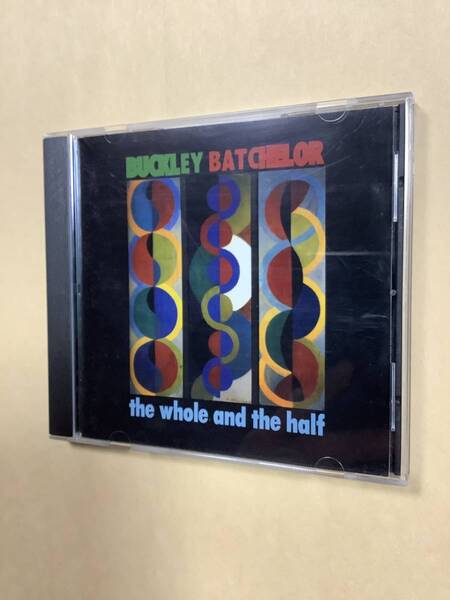 BUCKLEY BATCHELOR
the whole and the half